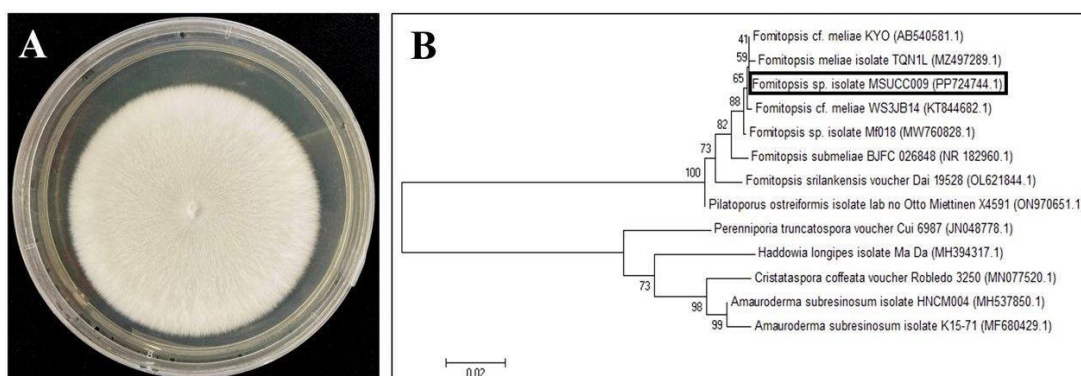 A
B
41
Fomitopsis cf. meliae KYO (AB540581.1)
59
Fomitopsis meliae isolate TQN1L (MZ497289.1)
65
Fomitopsis sp. isolate MSUCC009 (PP724744.1)
88
Fomitopsis cf. meliae WS3JB14 (KT844682.1)
82
Fomitopsis sp. isolate Mf018 (MW760828.1)
73
Fomitopsis submeliae BJFC 026848 (NR 182960.1)
100
Fomitopsis srilankensis voucher Dai 19528 (OL621844.1)
Pilatoporus ostreiformis isolate lab no Otto Miettinen X4591 (ON970651.1
Perenniporia truncatospora voucher Cui 6987 (JN048778.1)
Haddowia longipes isolate Ma Da (MH394317.1)
73
Cristataspora coffeata voucher Robledo 3250 (MN077520.1)
98
Amauroderma subresinosum isolate HNCM004 (MH537850.1)
99
Amauroderma subresinosum isolate K15-71 (MF680429.1)
0.02